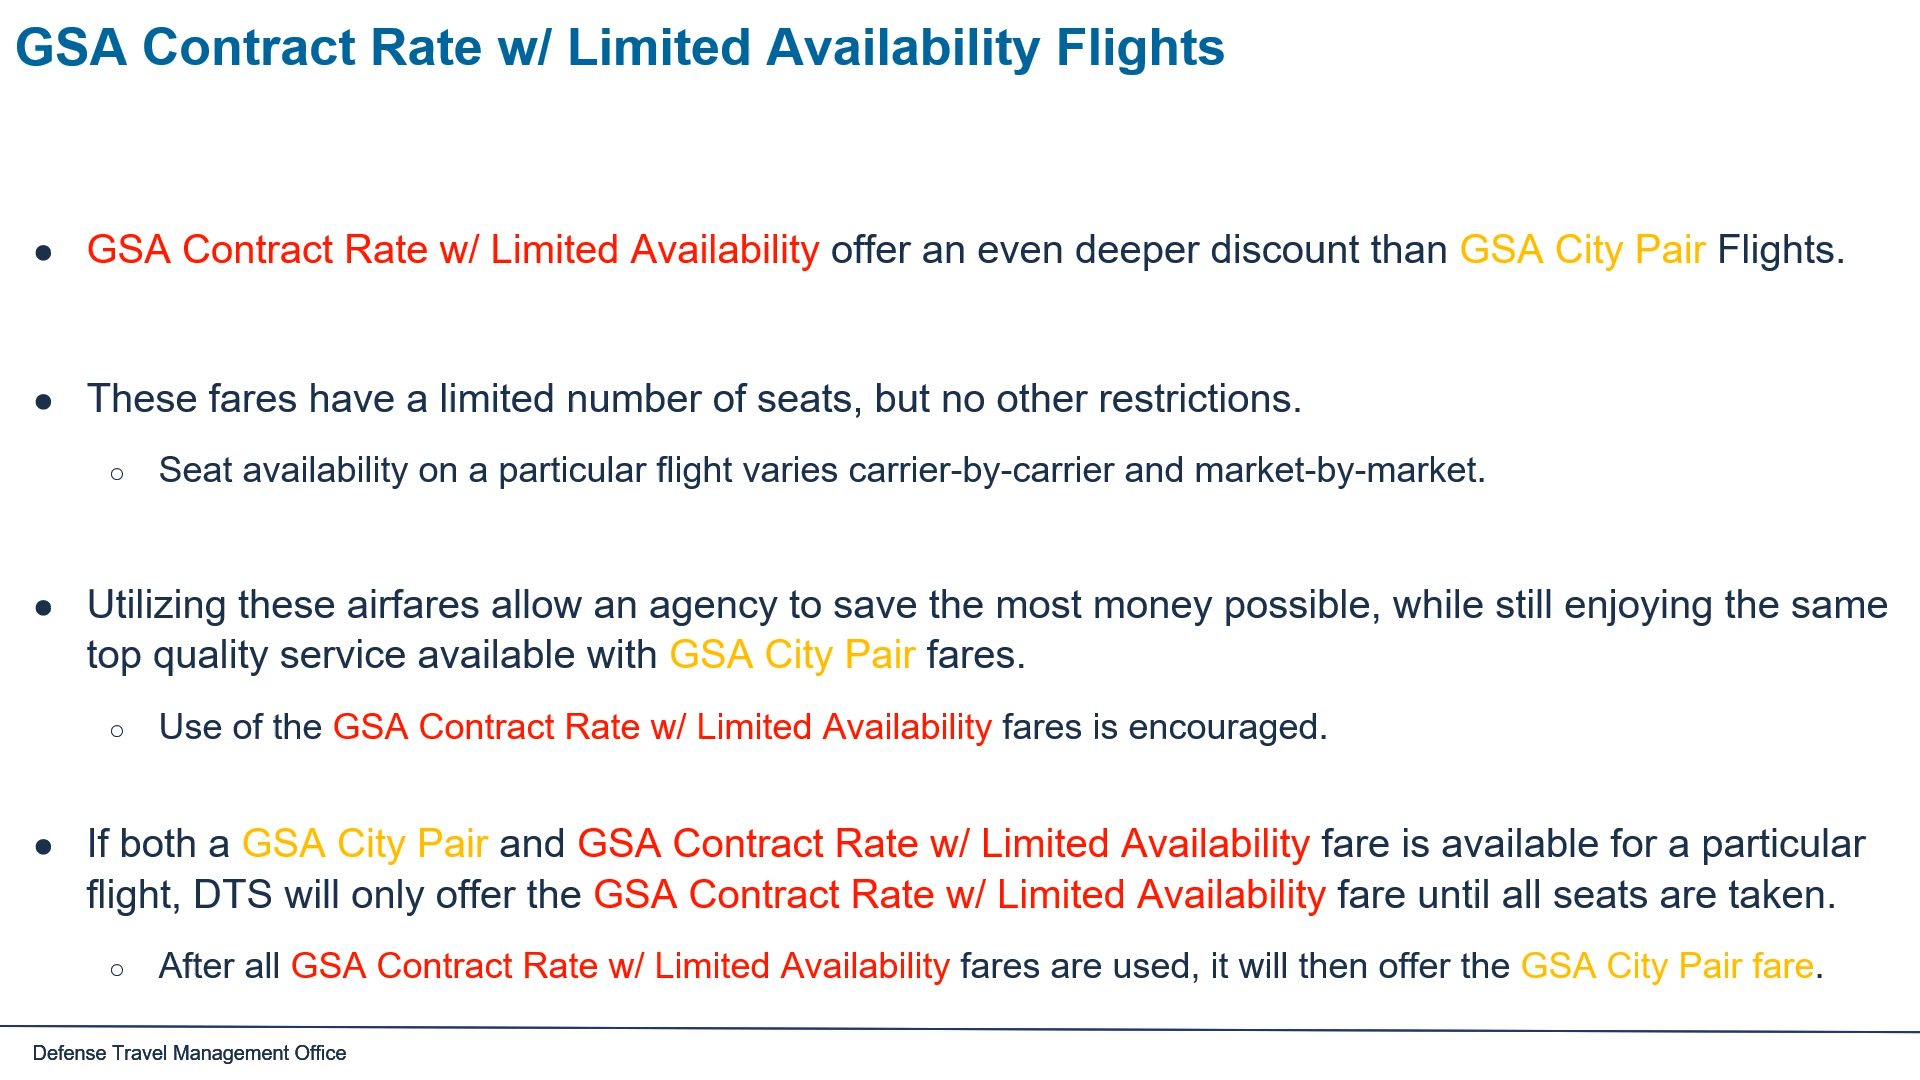 GSA Contract Rate w/ Limited Availability Flights
● GSA Contract Rate w/ Limited Availability offer an even deeper discount than GSA City Pair Flights.
● These fares have a limited number of seats, but no other restrictions.
○ Seat availability on a particular flight varies carrier-by-carrier and market-by-market.
● Utilizing these airfares allow an agency to save the most money possible, while still enjoying the same
top quality service available with GSA City Pair fares.
○ Use of the GSA Contract Rate w/ Limited Availability fares is encouraged.
● If both a GSA City Pair and GSA Contract Rate w/ Limited Availability fare is available for a particular
flight, DTS will only offer the GSA Contract Rate w/ Limited Availability fare until all seats are taken.
○ After all GSA Contract Rate w/ Limited Availability fares are used, it will then offer the GSA City Pair fare.
Defense Travel Management Office